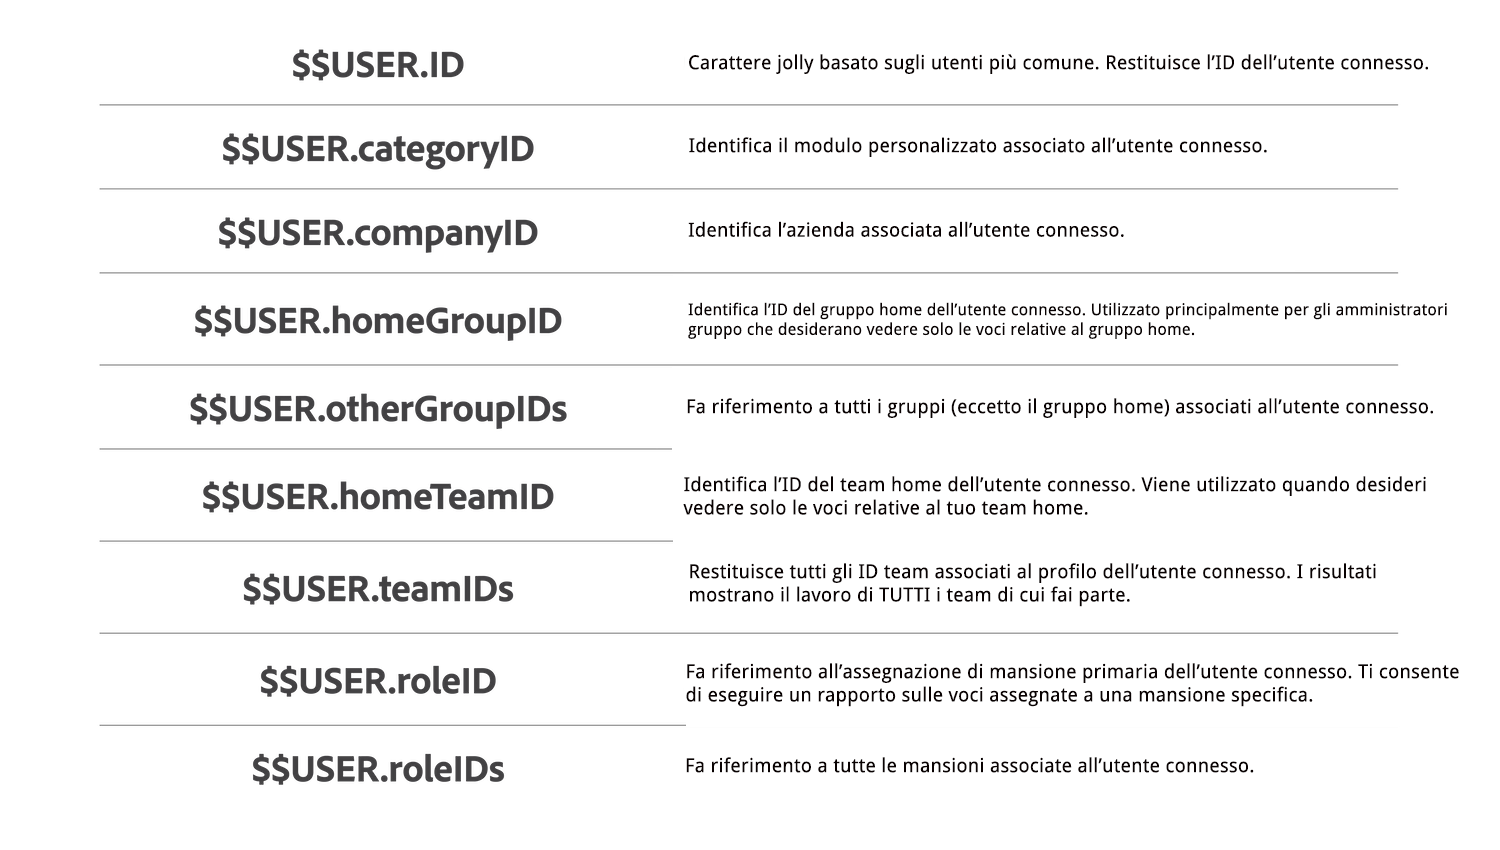 $$USER.ID
Carattere jolly basato sugli utenti più comune. Restituisce l’ID dell’utente connesso.
$$USER.categoryID
Identifica il modulo personalizzato associato all’utente connesso.
$$USER.companyID
Identifica l’azienda associata all’utente connesso.
$$USER.homeGroupID
Identifica l’ID del gruppo home dell’utente connesso. Utilizzato principalmente per gli amministratori
gruppo che desiderano vedere solo le voci relative al gruppo home.
$$USER.otherGroupIDs
Fa riferimento a tutti i gruppi (eccetto il gruppo home) associati all’utente connesso.
$$USER.homeTeamID
Identifica l’ID del team home dell’utente connesso. Viene utilizzato quando desideri
vedere solo le voci relative al tuo team home.
$$USER.teamIDs
Restituisce tutti gli ID team associati al profilo dell’utente connesso. I risultati
mostrano il lavoro di TUTTI i team di cui fai parte.
$$USER.roleID
Fa riferimento all’assegnazione di mansione primaria dell’utente connesso. Ti consente
di eseguire un rapporto sulle voci assegnate a una mansione specifica.
$$USER.roleIDs
Fa riferimento a tutte le mansioni associate all’utente connesso.